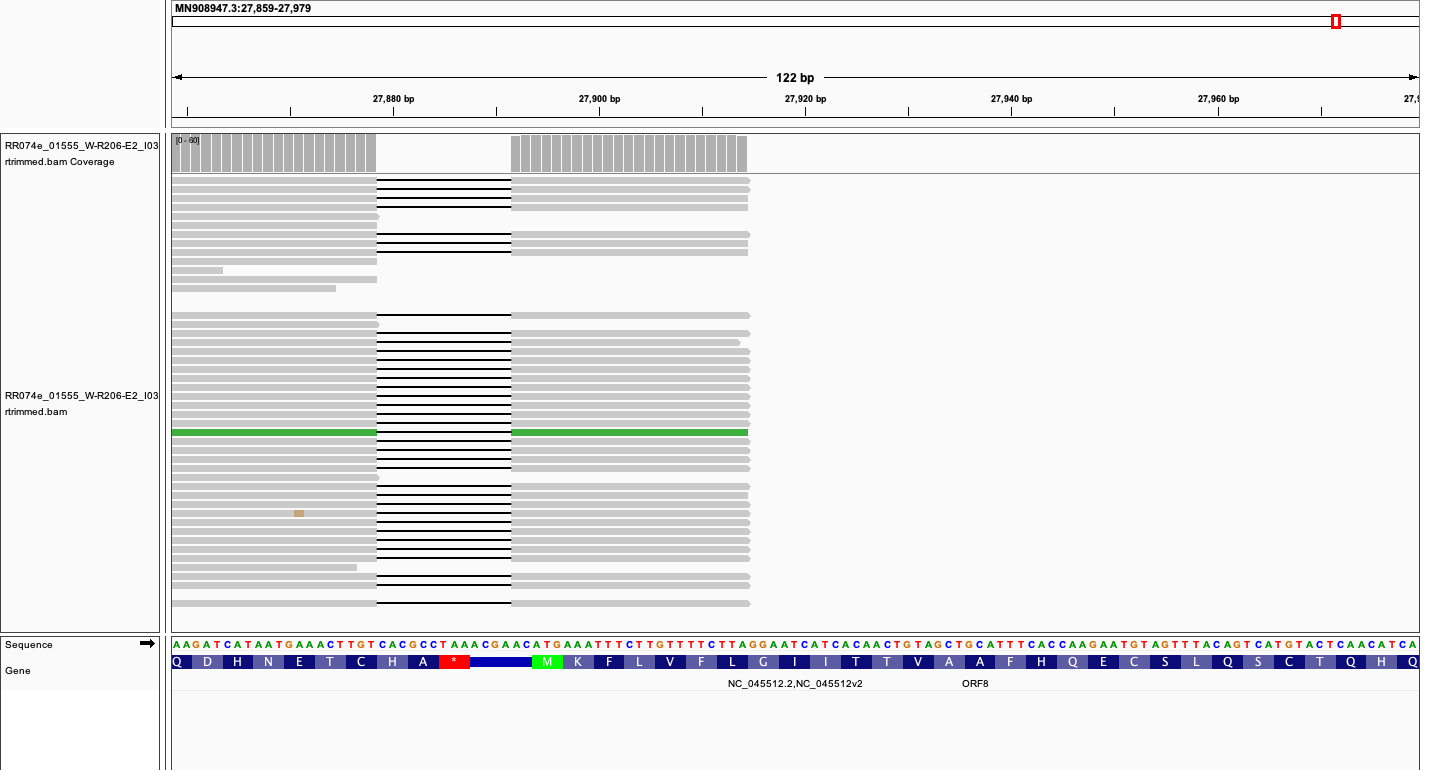 MN908947.3:27,859-27,979
122 bp
27,880 bp 27,900 bp 27,920 bp 27,940 bp 27,960 bp 27,9
RR074e_01555_W-R206-E2_I03
rtrimmed.bam Coverage
[0 - 60]
RR074e_01555_W-R206-E2_I03
rtrimmed.bam
Sequence
AAGATCATAATGAAACTTGTCACGCCTAAACGAACATGAAATTTCTTGTTTTCTTAGGAATCATCACAACTGTAGCTGCATTTCACCAAGAATGTAGTTTACAGTCATGTACTCAACATCA
Gene
Q D H N E T C H A * M K F L V F L G I I T T V A A F H Q E C S L Q S C T Q H Q
NC_045512.2,NC_045512v2 ORF8